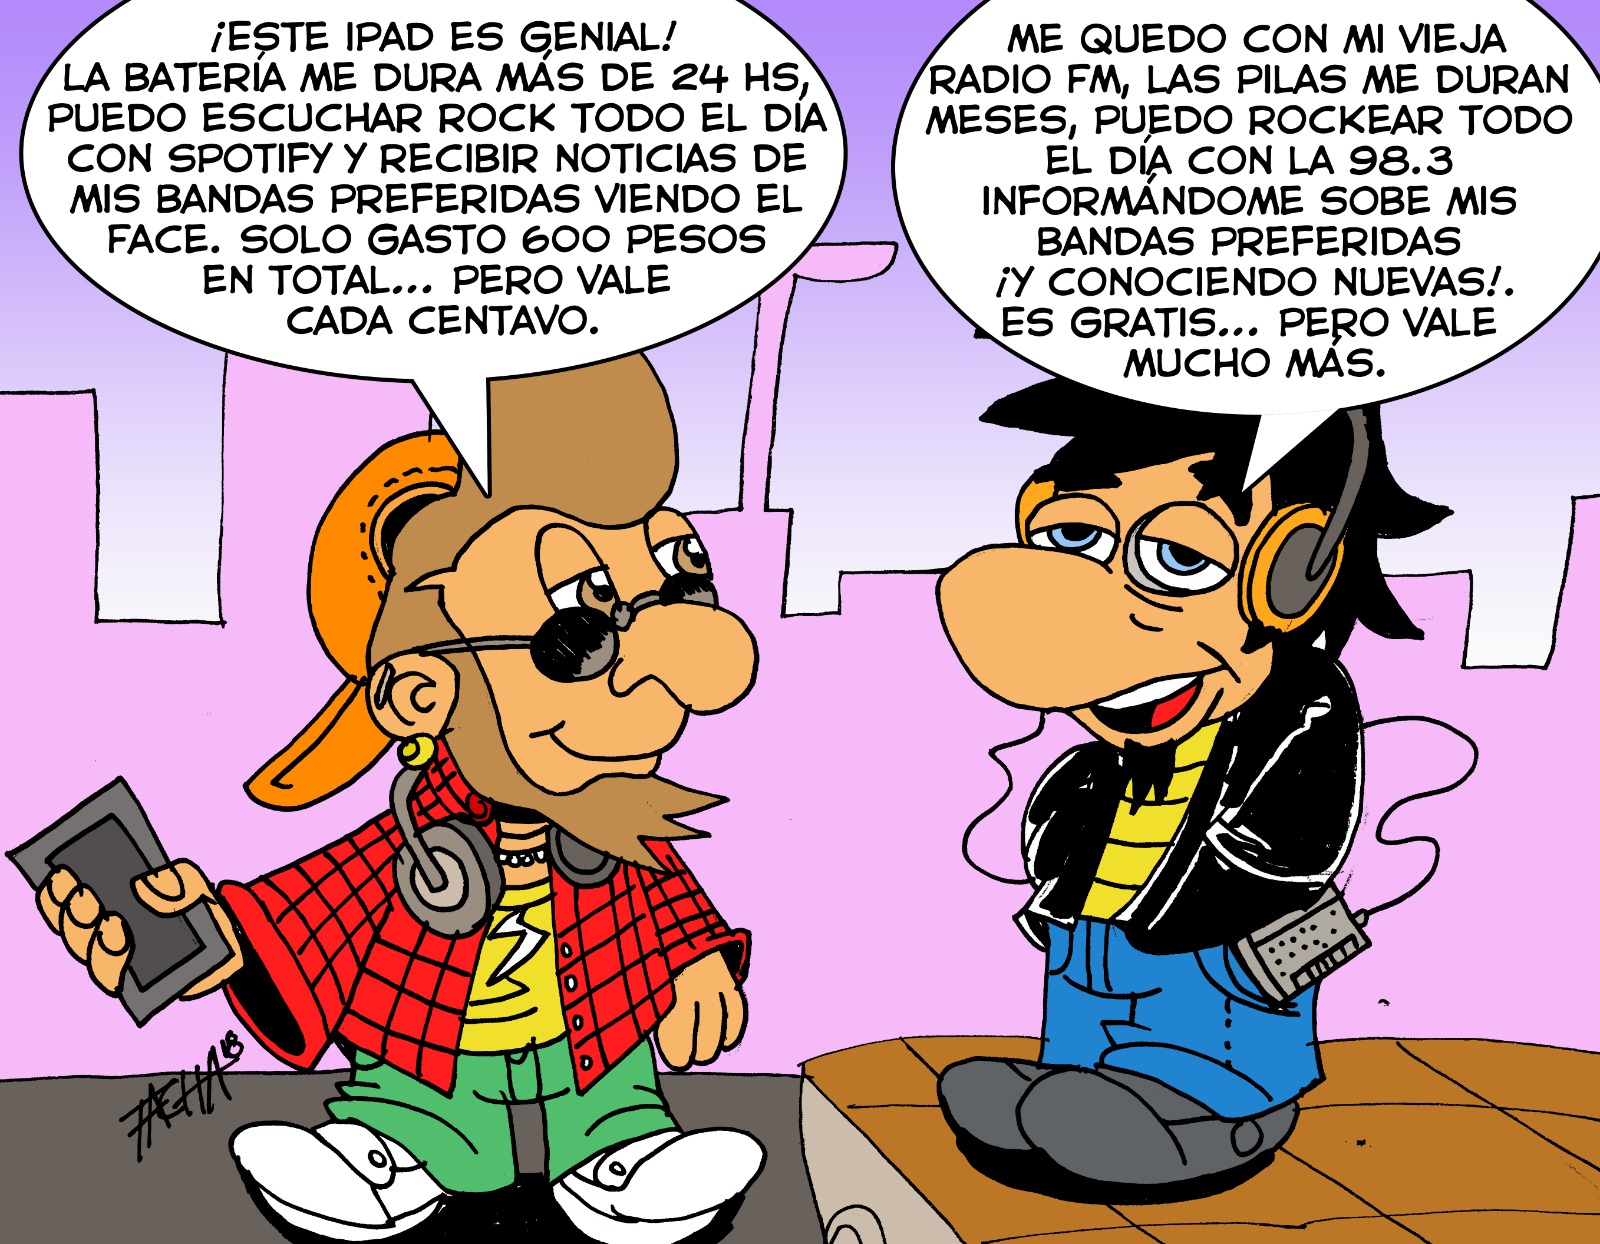 ¡ESTE IPAD ES GENIAL!
LA BATERÍA ME DURA MÁS DE 24 HS,
PUEDO ESCUCHAR ROCK TODO EL DÍA
CON SPOTIFY Y RECIBIR NOTICIAS DE
MIS BANDAS PREFERIDAS VIENDO EL
FACE. SOLO GASTO 600 PESOS
EN TOTAL... PERO VALE
CADA CENTAVO.
ME QUEDO CON MI VIEJA
RADIO FM, LAS PILAS ME DURAN
MESES, PUEDO ROCKEAR TODO
EL DÍA CON LA 98.3
INFORMÁNDOME SOBE MIS
BANDAS PREFERIDAS
¡Y CONOCIENDO NUEVAS!.
ES GRATIS... PERO VALE
MUCHO MÁS.